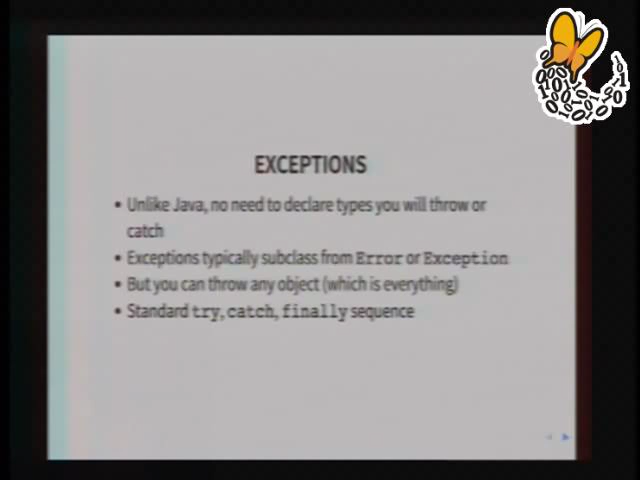 EXCEPTIONS
• Unlike Java, no need to declare types you will throw or
catch
• Exceptions typically subclass from Error or Exception
• But you can throw any object (which is everything)
• Standard try, catch, finally sequence